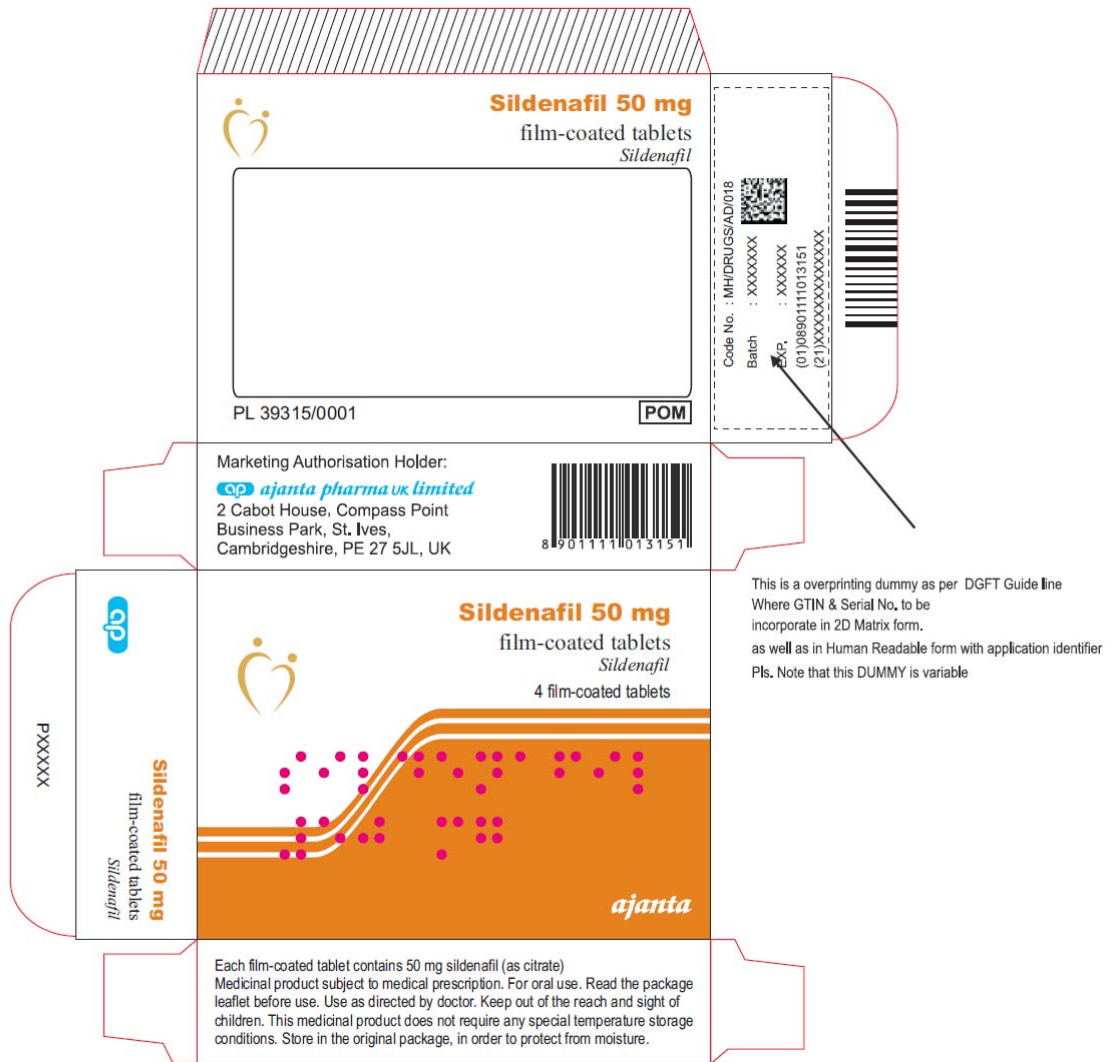 Sildenafil 50 mg
film-coated tablets
Sildenafil
PL 39315/0001
POM
Code No. : MH/DRUGS/AD/018
Batch : XXXXXXX
EXP. : XXXXXX
(01)08901111013151
(21)XXXXXXXXXXXXX
Marketing Authorisation Holder:
ap ajanta pharma UK limited
2 Cabot House, Compass Point
Business Park, St. Ives,
Cambridgeshire, PE 27 5JL, UK
8 901111 013151
This is a overprinting dummy as per DGFT Guide line
Where GTIN & Serial No. to be
incorporate in 2D Matrix form.
as well as in Human Readable form with application identifier
Pls. Note that this DUMMY is variable
PXXXXX
ap
Sildenafil 50 mg
film-coated tablets
Sildenafil
Sildenafil 50 mg
film-coated tablets
Sildenafil
4 film-coated tablets
ajanta
Each film-coated tablet contains 50 mg sildenafil (as citrate)
Medicinal product subject to medical prescription. For oral use. Read the package
leaflet before use. Use as directed by doctor. Keep out of the reach and sight of
children. This medicinal product does not require any special temperature storage
conditions. Store in the original package, in order to protect from moisture.